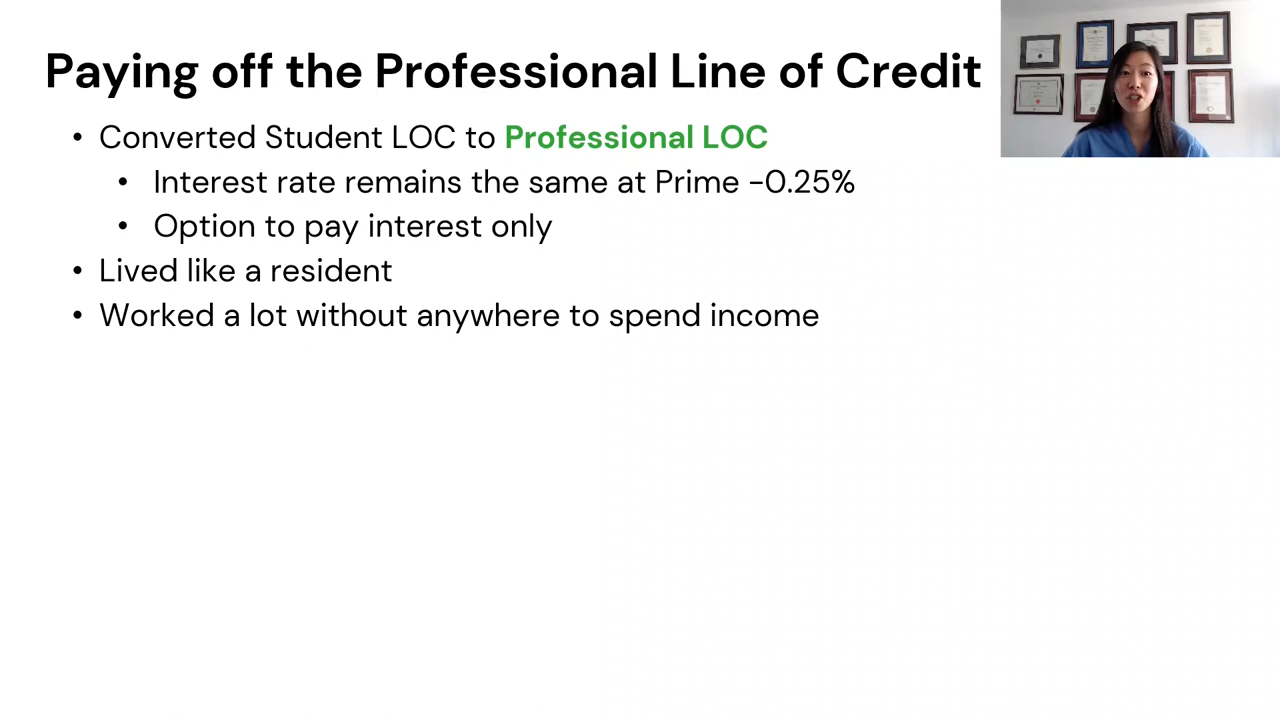 Paying off the Professional Line of Credit
• Converted Student LOC to Professional LOC
• Interest rate remains the same at Prime -0.25%
• Option to pay interest only
• Lived like a resident
• Worked a lot without anywhere to spend income